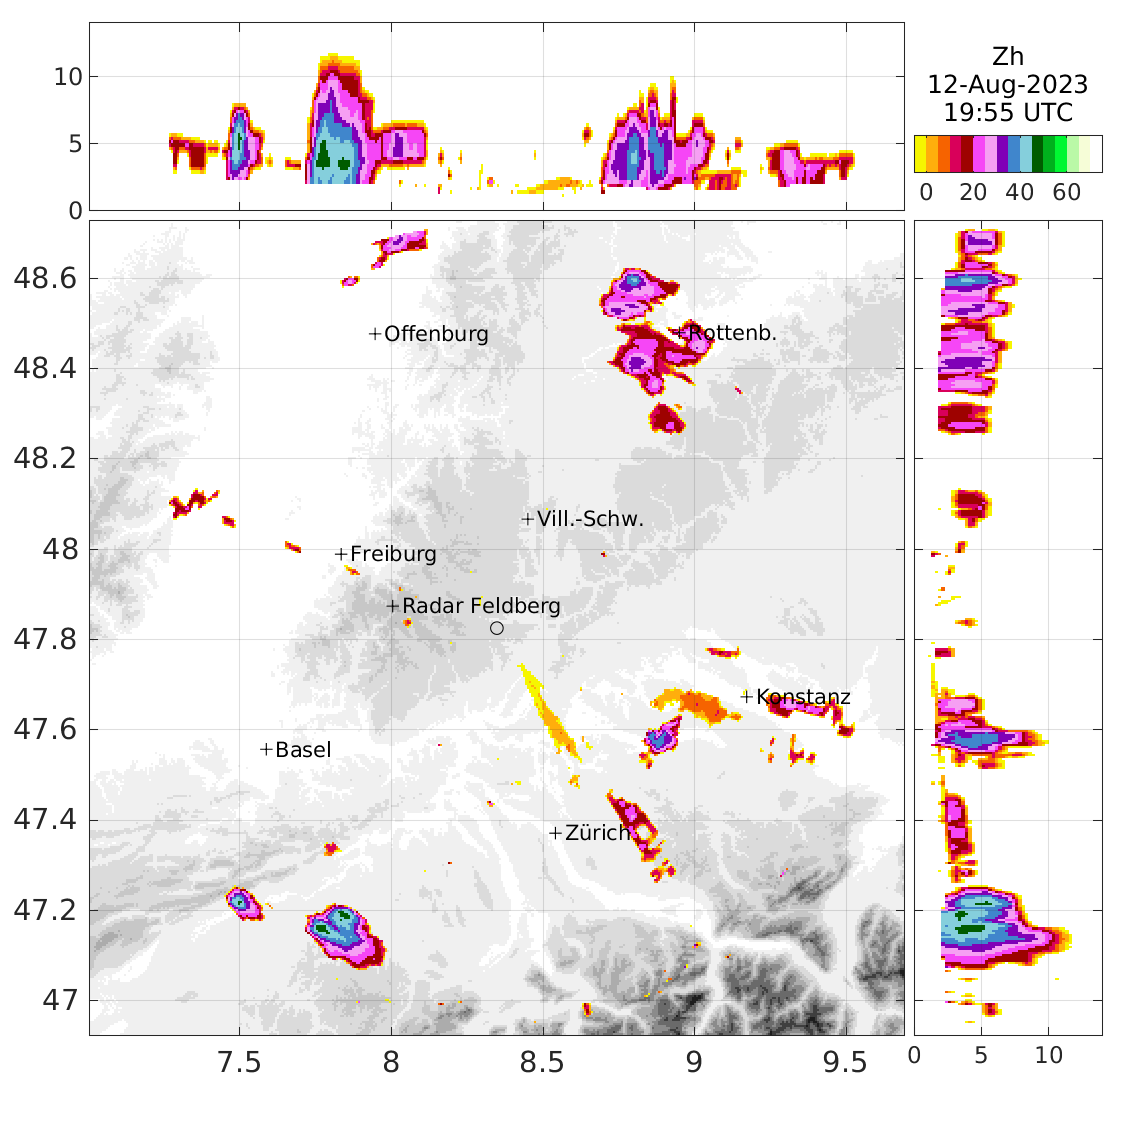 Zh
12-Aug-2023
19:55 UTC
0 20 40 60
10
5
0
48.6
48.4
48.2
48
47.8
47.6
47.4
47.2
47
+Offenburg
+Rottenb.
+Vill.-Schw.
+Freiburg
+Radar Feldberg
+Konstanz
+Basel
+Zürich
7.5 8 8.5 9 9.5
0 5 10